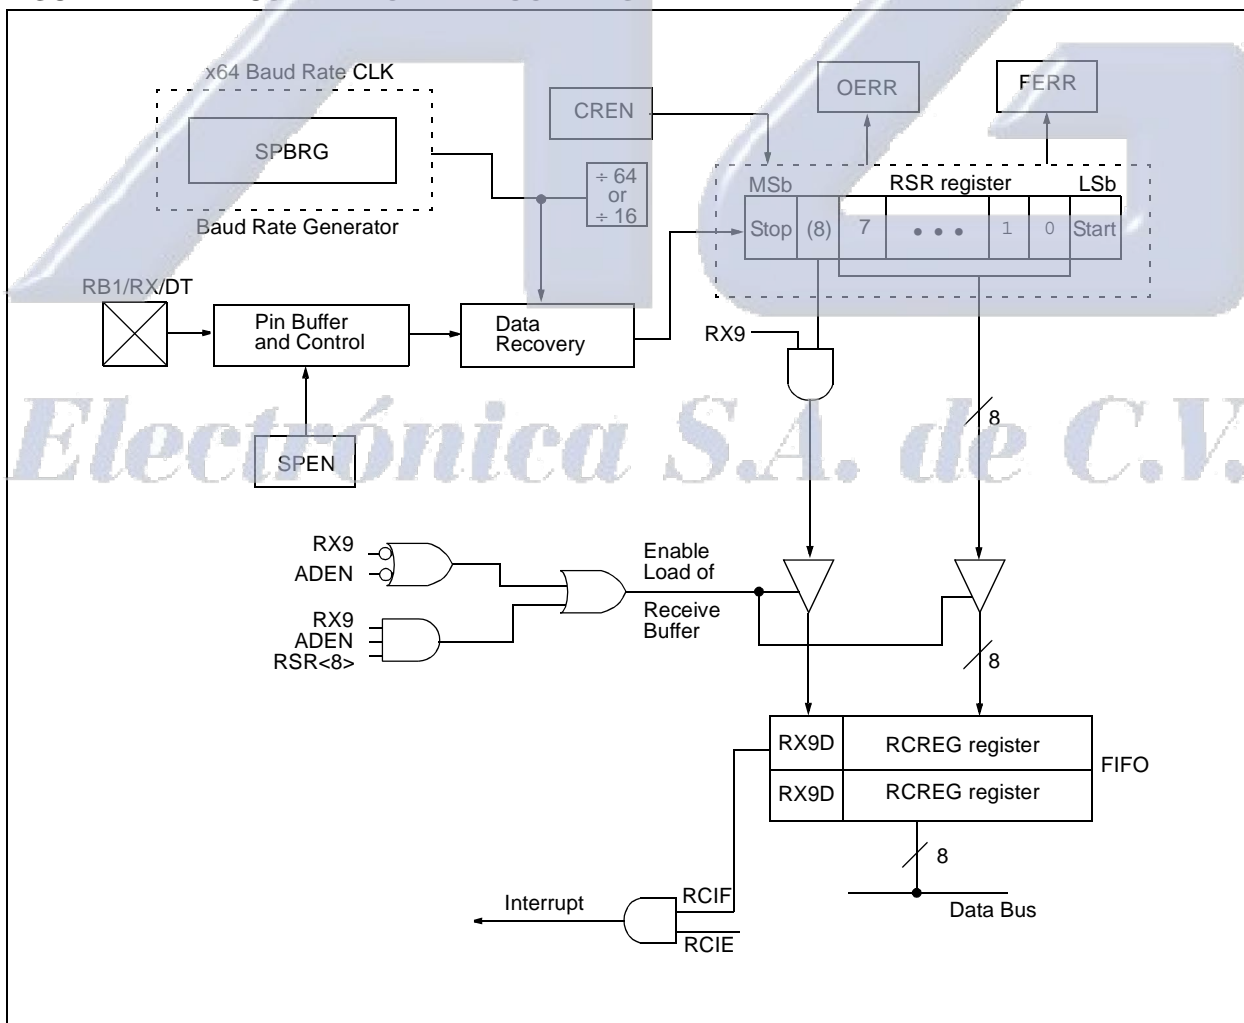 x64 Baud Rate CLK
SPBRG
Baud Rate Generator
CREN
÷ 64
or
÷ 16
OERR
FERR
MSb
RSR register
LSb
Stop
(8)
7
• • •
1
0
Start
RB1/RX/DT
Pin Buffer
and Control
Data
Recovery
SPEN
RX9
8
Electrónica S.A. de C.V.
RX9
ADEN
RX9
ADEN
RSR<8>
Enable
Load of
Receive
Buffer
8
RX9D
RCREG register
RX9D
RCREG register
FIFO
8
Data Bus
Interrupt
RCIF
RCIE